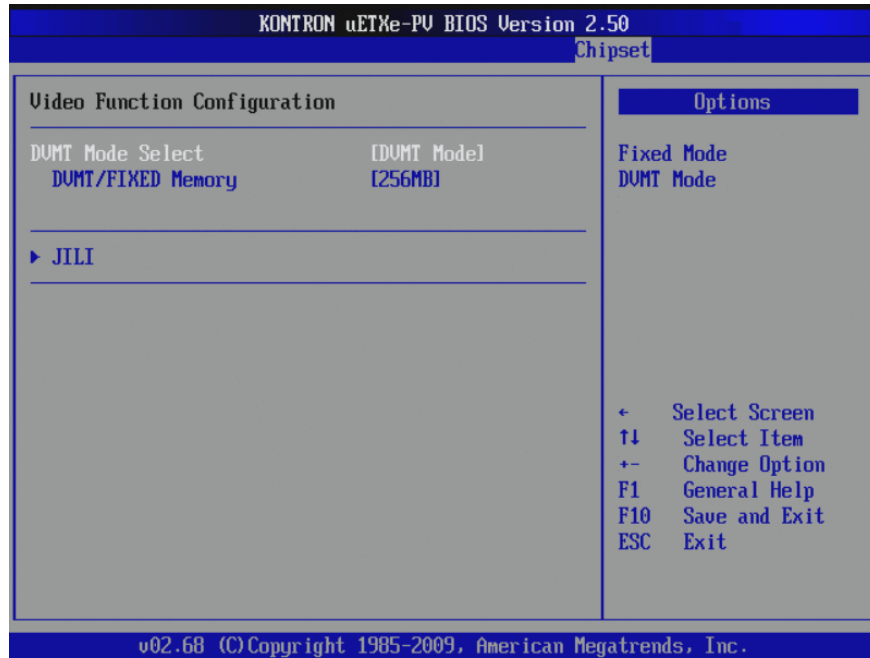 KONTRON uETXe-PV BIOS Version 2.50
Chipset
Video Function Configuration
DVMT Mode Select [DVMT Mode]
DVMT/FIXED Memory [256MB]
▶ JILI
Options
Fixed Mode
DVMT Mode
← Select Screen
↑↓ Select Item
+- Change Option
F1 General Help
F10 Save and Exit
ESC Exit
v02.68 (C)Copyright 1985-2009, American Megatrends, Inc.